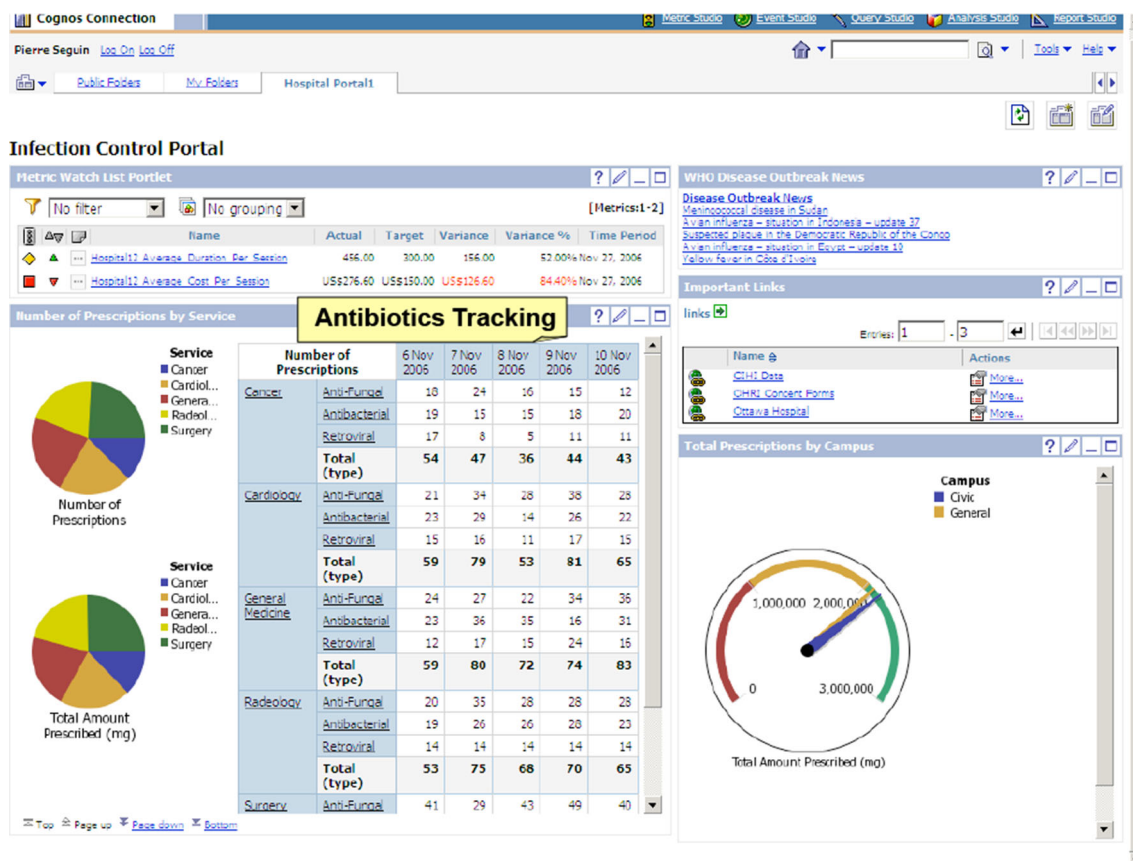 Cognos Connection
Metric Studio Event Studio Query Studio Analysis Studio Report Studio
Pierre Seguin Log On Log Off
Tools Help
Public Folders My Folders Hospital Portal1
Infection Control Portal
Metric Watch List Portlet
No filter No grouping [Metrics:1-2]
Name Actual Target Variance Variance % Time Period
Hospital12 Average Duration Per Session 456.00 300.00 156.00 52.00% Nov 27, 2006
Hospital12 Average Cost Per Session US$276.60 US$150.00 US$126.60 84.40% Nov 27, 2006
WHO Disease Outbreak News
Disease Outbreak News
Meningococcal disease in Sudan
Avian influenza – situation in Indonesia – update 37
Suspected plague in the Democratic Republic of the Congo
Avian influenza – situation in Egypt – update 10
Yellow fever in Côte d'Ivoire
Important Links
links
Entries: 1 - 3
Name Actions
CIHI Data More...
OHRI Concent Forms More...
Ottawa Hospital More...
Number of Prescriptions by Service
Antibiotics Tracking
Service
Cancer
Cardiol...
Genera...
Radeol...
Surgery
Number of
Prescriptions
Service
Cancer
Cardiol...
Genera...
Radeol...
Surgery
Total Amount
Prescribed (mg)
Number of Prescriptions 6 Nov 2006 7 Nov 2006 8 Nov 2006 9 Nov 2006 10 Nov 2006
Cancer Anti-Fungal 18 24 16 15 12
Antibacterial 19 15 15 18 20
Retroviral 17 8 5 11 11
Total (type) 54 47 36 44 43
Cardiology Anti-Fungal 21 34 28 38 28
Antibacterial 23 29 14 26 22
Retroviral 15 16 11 17 15
Total (type) 59 79 53 81 65
General Medicine Anti-Fungal 24 27 22 34 36
Antibacterial 23 36 35 16 31
Retroviral 12 17 15 24 16
Total (type) 59 80 72 74 83
Radeology Anti-Fungal 20 35 28 28 28
Antibacterial 19 26 26 28 23
Retroviral 14 14 14 14 14
Total (type) 53 75 68 70 65
Surgery Anti-Fungal 41 29 43 49 40
Top Page up Page down Bottom
Total Prescriptions by Campus
Campus
Civic
General
1,000,000 2,000,000
0 3,000,000
Total Amount Prescribed (mg)